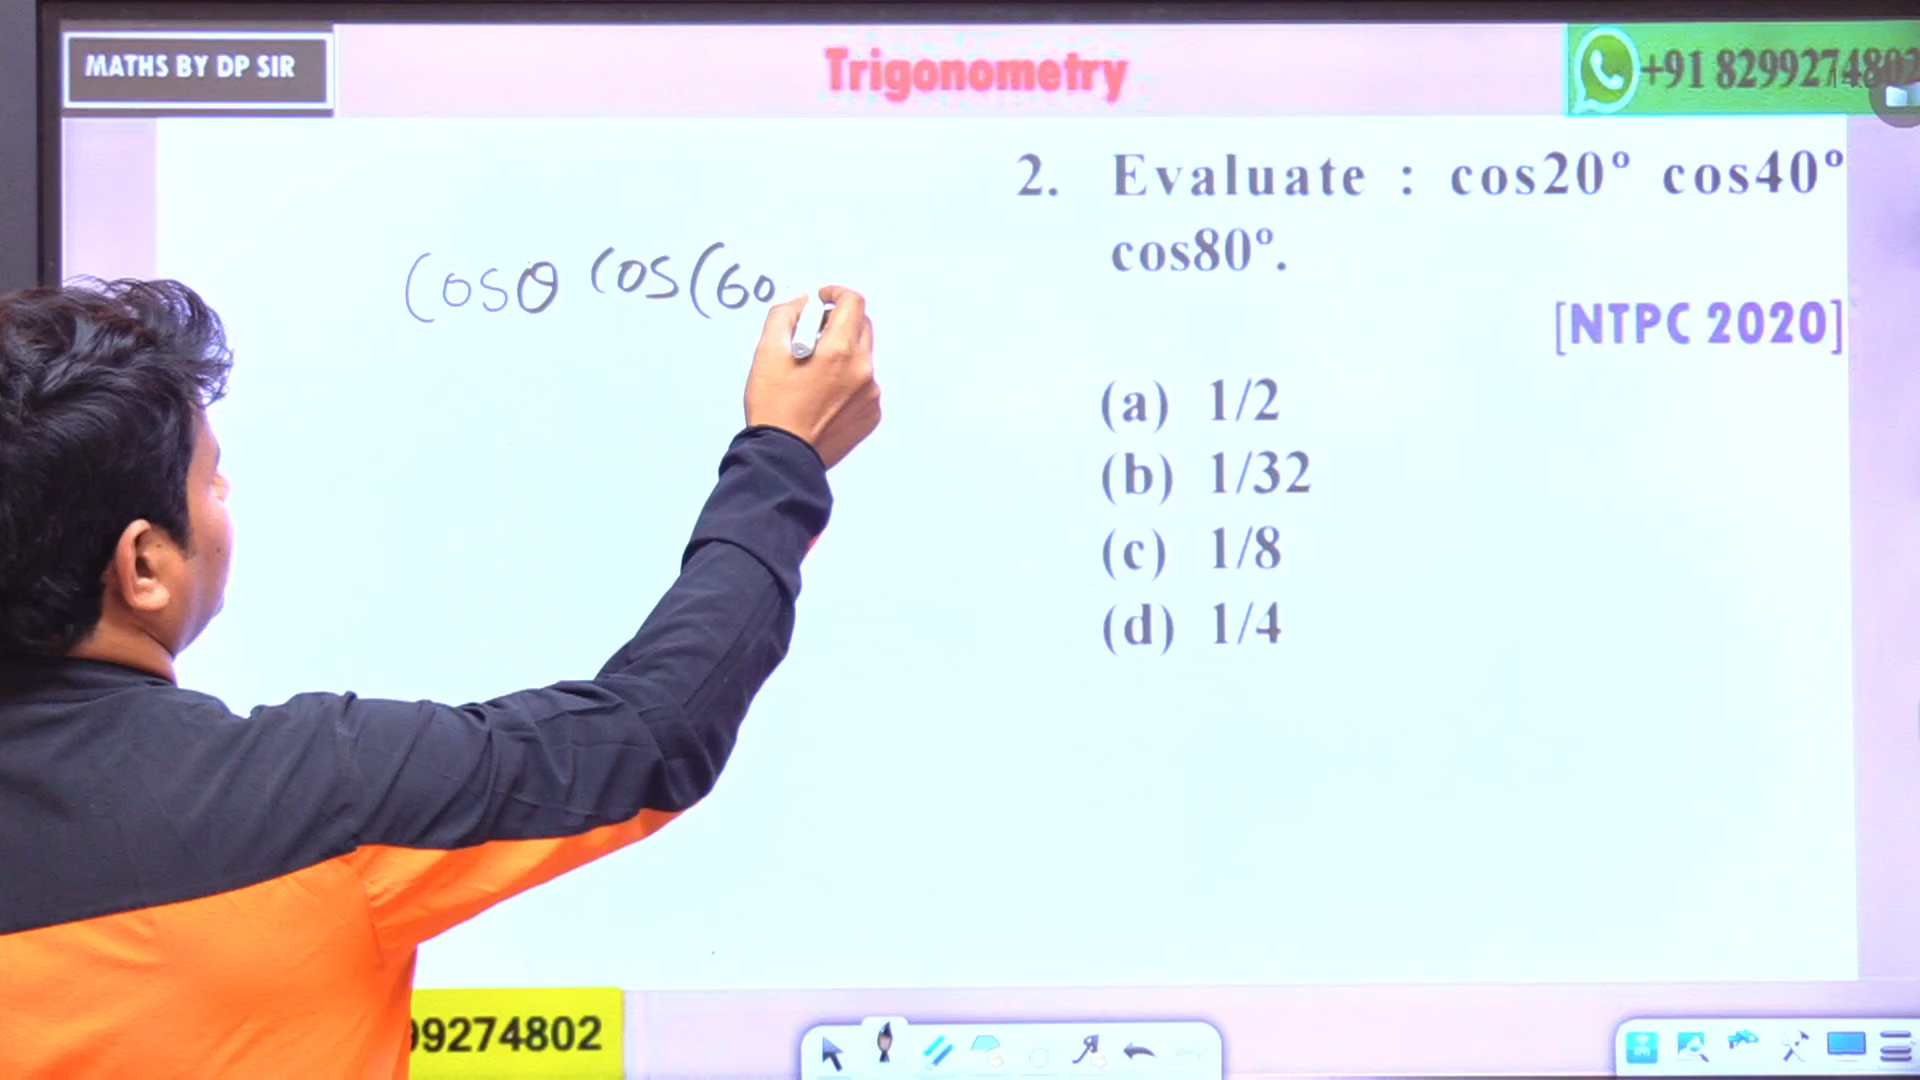 MATHS BY DP SIR
Trigonometry
+91 8299274802
2. Evaluate : cos20° cos40°
cos80°.
[NTPC 2020]
(a) 1/2
(b) 1/32
(c) 1/8
(d) 1/4
Cosθ Cos(60
99274802